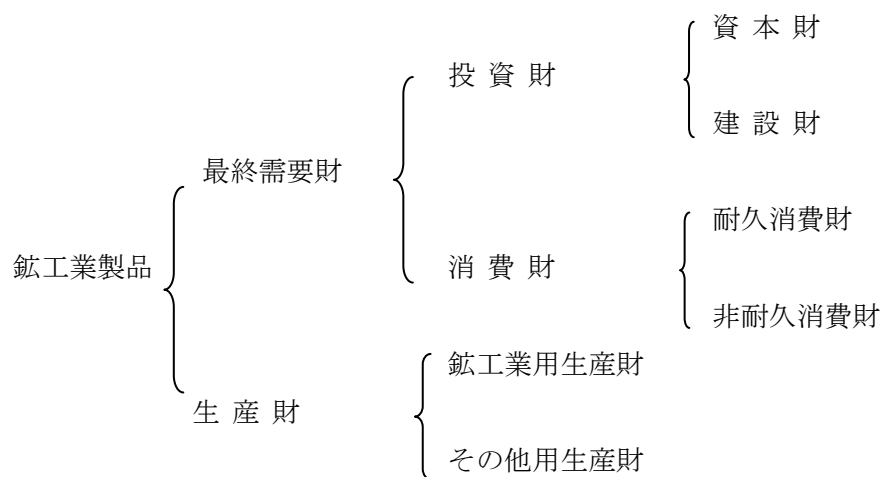 資 本 財
投 資 財
建 設 財
最終需要財
耐久消費財
鉱工業製品
消 費 財
非耐久消費財
鉱工業用生産財
生 産 財
その他用生産財